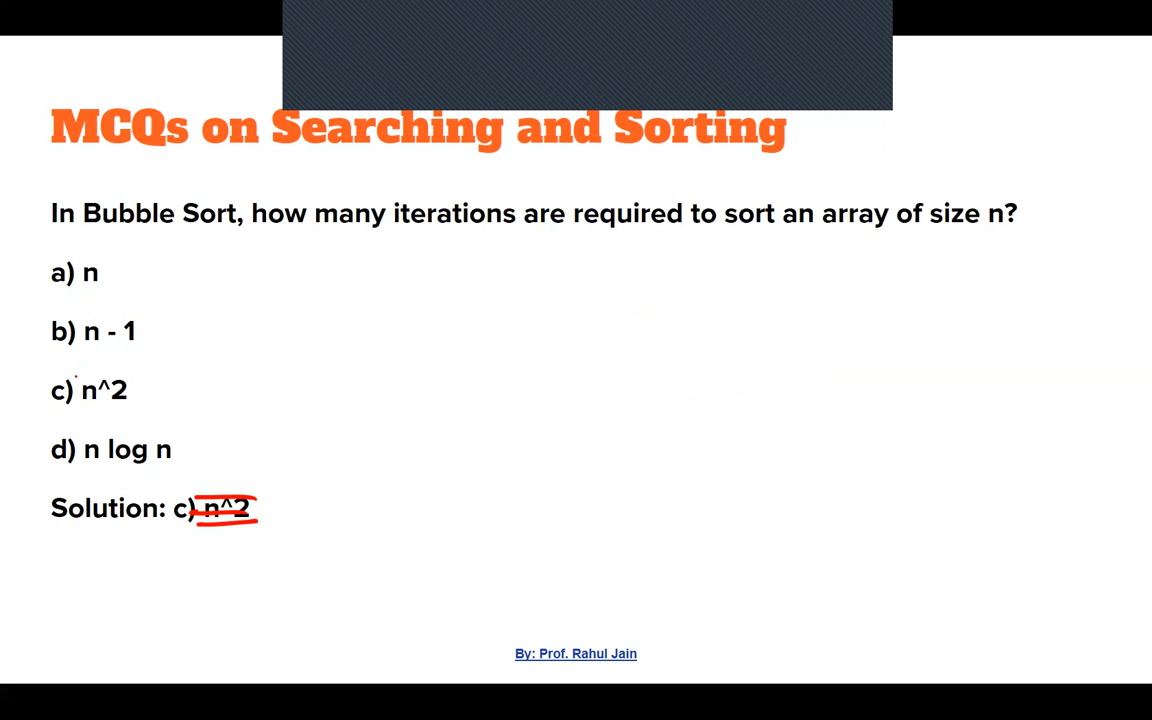 MCQs on Searching and Sorting
In Bubble Sort, how many iterations are required to sort an array of size n?
a) n
b) n - 1
c) n^2
d) n log n
Solution: c) n^2
By: Prof. Rahul Jain